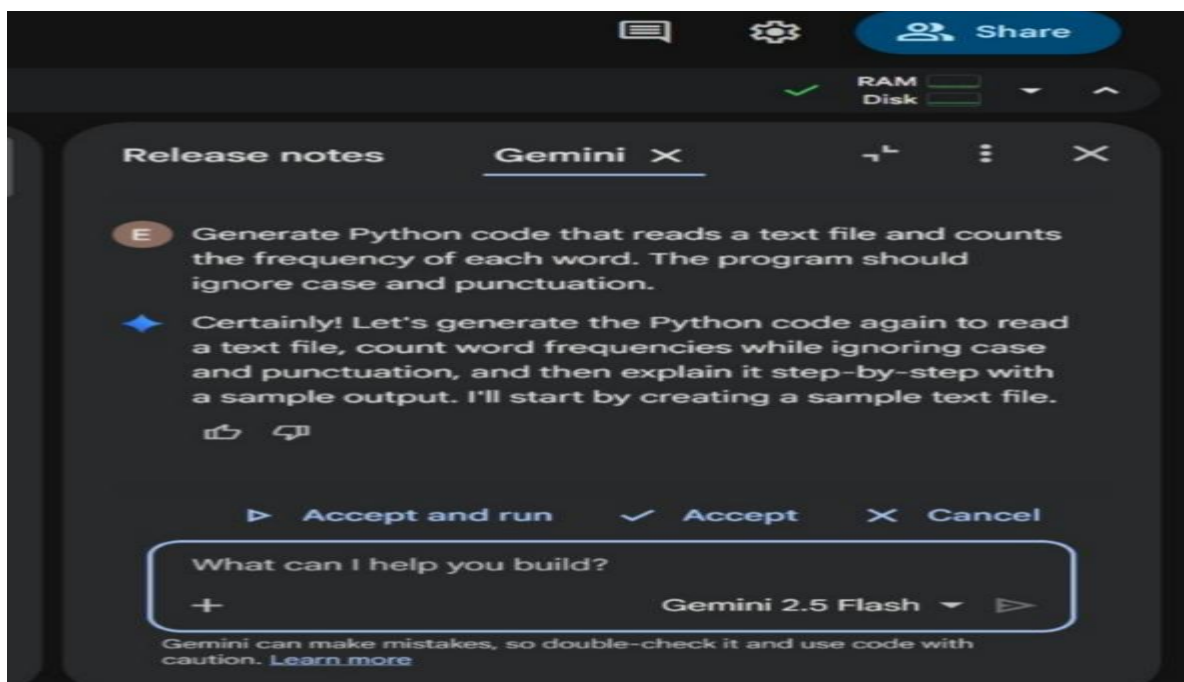 Share
RAM
Disk
Release notes Gemini
E Generate Python code that reads a text file and counts
the frequency of each word. The program should
ignore case and punctuation.
Certainly! Let's generate the Python code again to read
a text file, count word frequencies while ignoring case
and punctuation, and then explain it step-by-step with
a sample output. I'll start by creating a sample text file.
Accept and run Accept Cancel
What can I help you build?
Gemini 2.5 Flash
Gemini can make mistakes, so double-check it and use code with
caution. Learn more